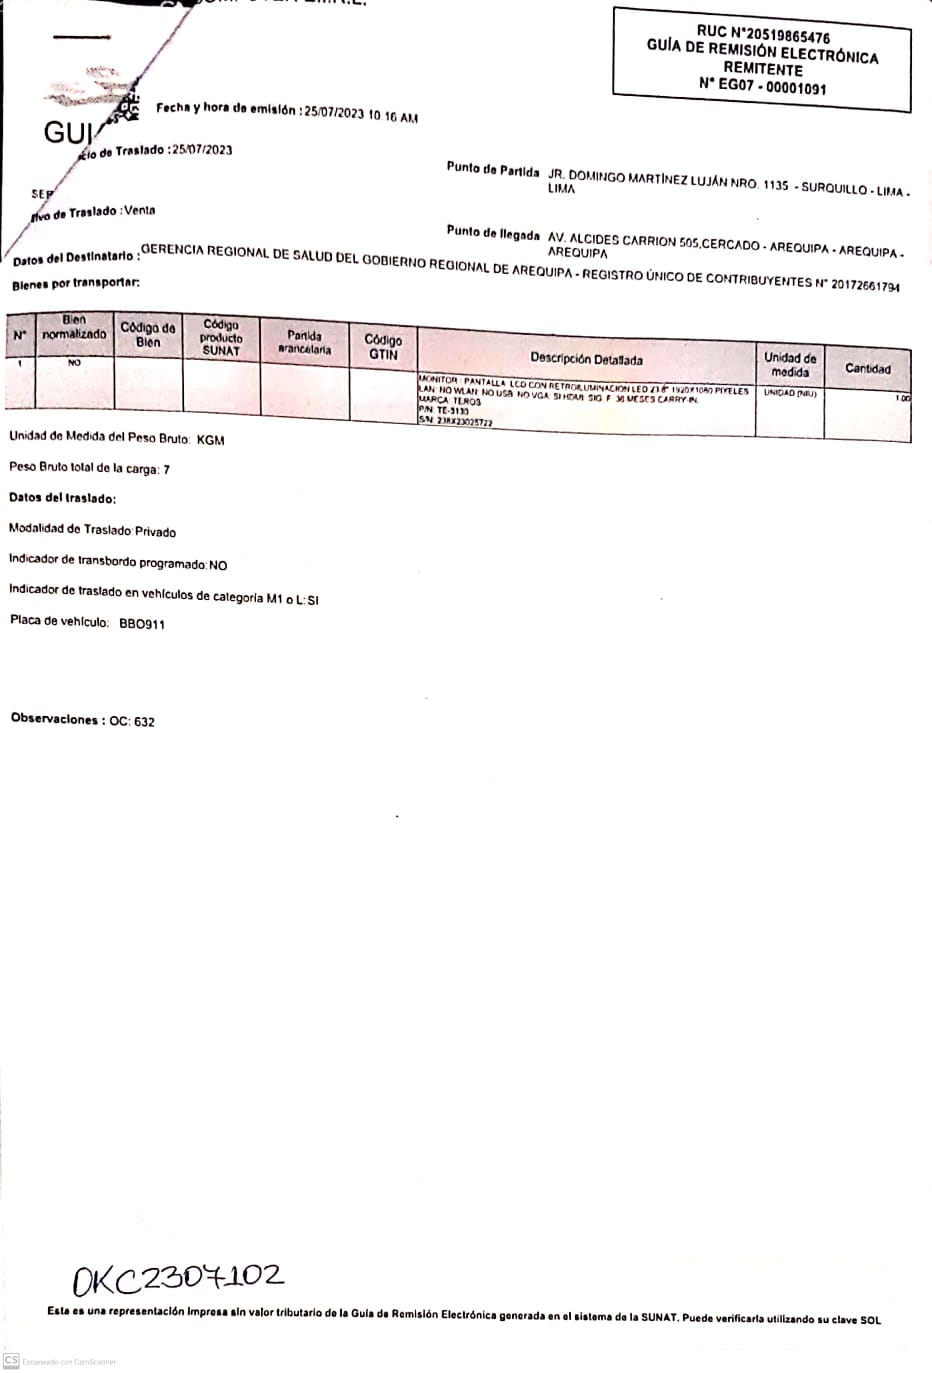 RUC N°20519865476
GUÍA DE REMISIÓN ELECTRÓNICA
REMITENTE
N° EG07 - 00001091
Fecha y hora de emisión : 25/07/2023 10 16 AM
GUI
io de Traslado : 25/07/2023
Punto de Partida JR. DOMINGO MARTÍNEZ LUJÁN NRO. 1135 - SURQUILLO - LIMA -
LIMA
SER
tivo de Traslado : Venta
Punto de llegada AV. ALCIDES CARRION 505,CERCADO - AREQUIPA - AREQUIPA -
AREQUIPA
Datos del Destinatario : GERENCIA REGIONAL DE SALUD DEL GOBIERNO REGIONAL DE AREQUIPA - REGISTRO ÚNICO DE CONTRIBUYENTES N° 20172661794
Bienes por transportar:
N° Bien normalizado Código de Bien Código producto SUNAT Partida arancelaria Código GTIN Descripción Detallada Unidad de medida Cantidad
1 NO MONITOR: PANTALLA LCD CON RETROILUMINACION LED 1920X1080 PIXELES UNIDAD (NIU) 1.00
LAN: NO WLAN: NO USB: NO VGA: SI HDMI: SI G. F: 36 MESES CARRY-IN
MARCA: TEROS
P/N: TE-3133
S/N:
Unidad de Medida del Peso Bruto: KGM
Peso Bruto total de la carga: 7
Datos del traslado:
Modalidad de Traslado: Privado
Indicador de transbordo programado: NO
Indicador de traslado en vehículos de categoría M1 o L: SI
Placa de vehículo: BBO911
Observaciones : OC: 632
OKC2307102
Esta es una representación impresa sin valor tributario de la Guía de Remisión Electrónica generada en el sistema de la SUNAT. Puede verificarla utilizando su clave SOL
CS Escaneado con CamScanner